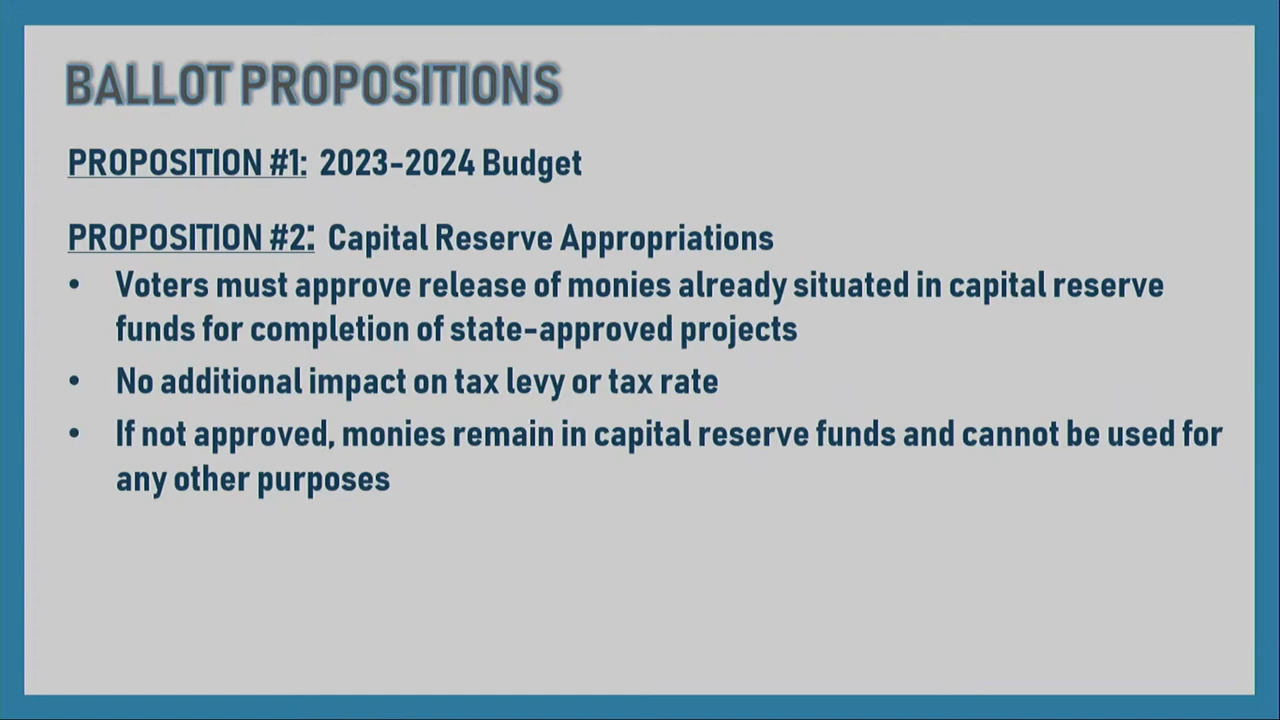 BALLOT PROPOSITIONS
PROPOSITION #1: 2023-2024 Budget
PROPOSITION #2: Capital Reserve Appropriations
• Voters must approve release of monies already situated in capital reserve
funds for completion of state-approved projects
• No additional impact on tax levy or tax rate
• If not approved, monies remain in capital reserve funds and cannot be used for
any other purposes